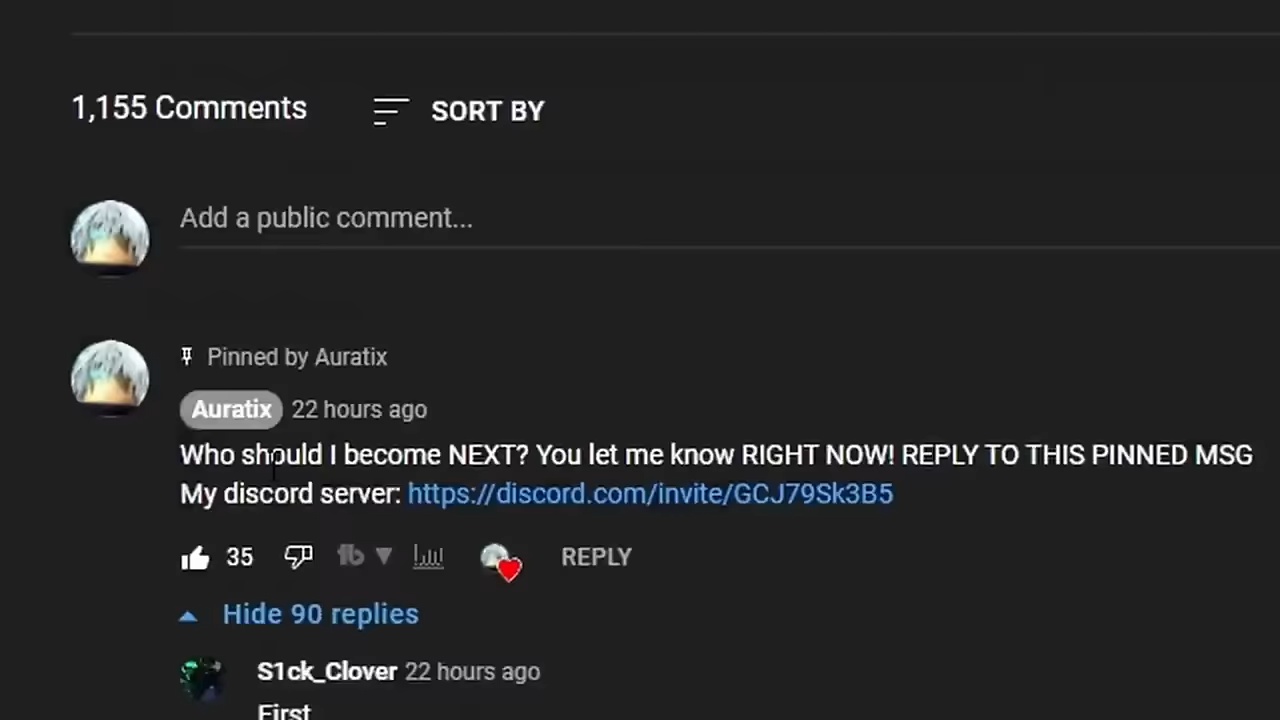 1,155 Comments
SORT BY
Add a public comment...
Pinned by Auratix
Auratix 22 hours ago
Who should I become NEXT? You let me know RIGHT NOW! REPLY TO THIS PINNED MSG
My discord server: https://discord.com/invite/GCJ79Sk3B5
35
REPLY
Hide 90 replies
S1ck_Clover 22 hours ago
First